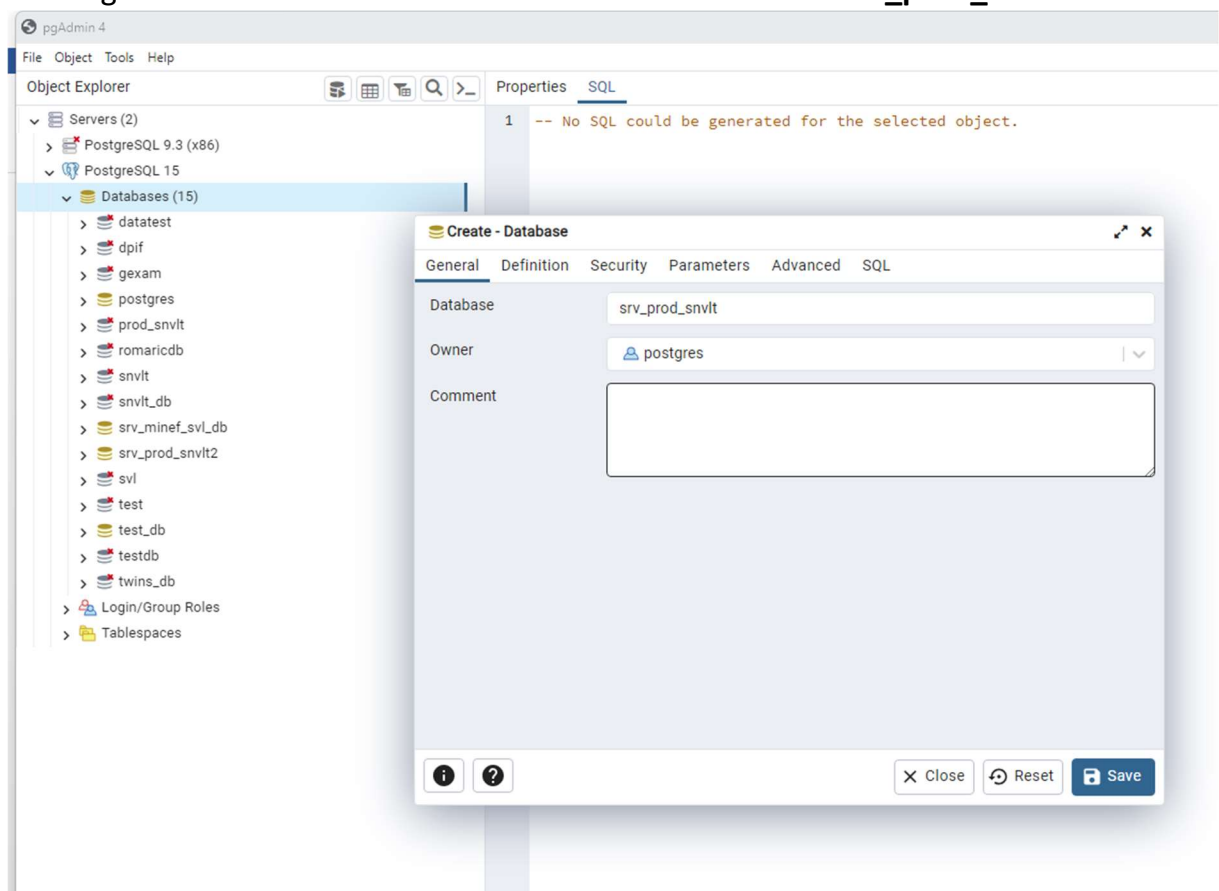 pgAdmin 4
File Object Tools Help
Object Explorer
Properties SQL
Servers (2)
1 -- No SQL could be generated for the selected object.
PostgreSQL 9.3 (x86)
PostgreSQL 15
Databases (15)
datatest
Create - Database
dpif
General Definition Security Parameters Advanced SQL
gexam
postgres
Database srv_prod_snvlt
prod_snvlt
romaricdb
Owner postgres
snvlt
snvlt_db
Comment
srv_minef_svl_db
srv_prod_snvlt2
svl
test
test_db
testdb
twins_db
Login/Group Roles
Tablespaces
Close Reset Save